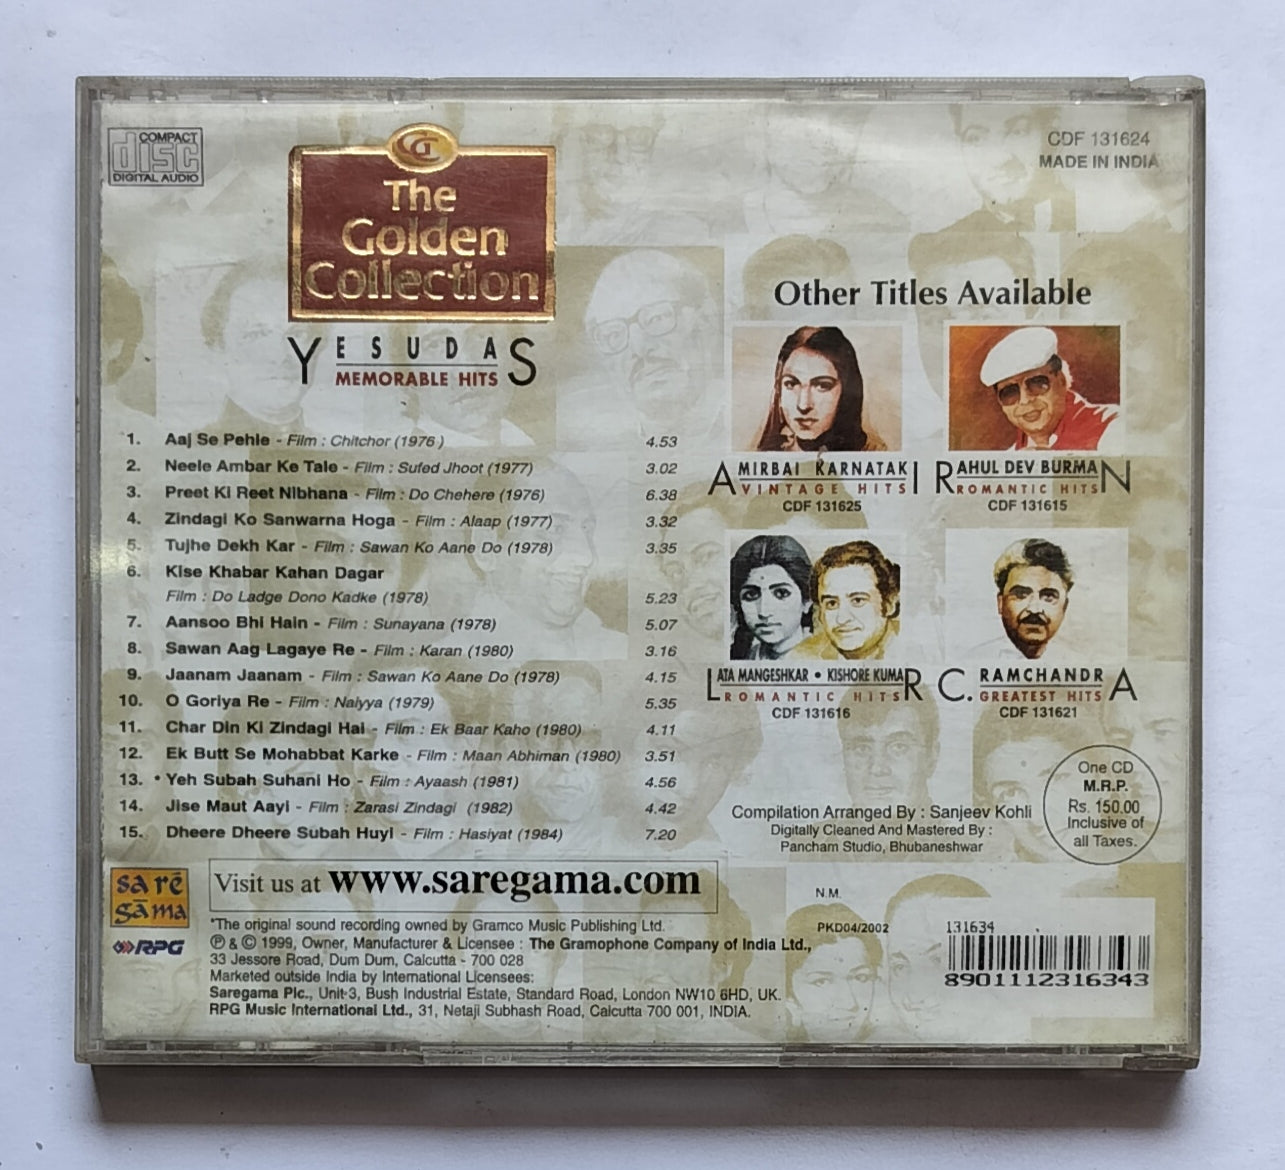 COMPACT
disc
DIGITAL AUDIO
CDF 131624
MADE IN INDIA
GC
The
Golden
Collection
YESUDAS
MEMORABLE HITS
1. Aaj Se Pehle - Film : Chitchor (1976 ) 4.53
2. Neele Ambar Ke Tale - Film : Sufed Jhoot (1977) 3.02
3. Preet Ki Reet Nibhana - Film : Do Chehere (1976) 6.38
4. Zindagi Ko Sanwarna Hoga - Film : Alaap (1977) 3.32
5. Tujhe Dekh Kar - Film : Sawan Ko Aane Do (1978) 3.35
6. Kise Khabar Kahan Dagar
Film : Do Ladge Dono Kadke (1978) 5.23
7. Aansoo Bhi Hain - Film : Sunayana (1978) 5.07
8. Sawan Aag Lagaye Re - Film : Karan (1980) 3.16
9. Jaanam Jaanam - Film : Sawan Ko Aane Do (1978) 4.15
10. O Goriya Re - Film : Naiyya (1979) 5.35
11. Char Din Ki Zindagi Hai - Film : Ek Baar Kaho (1980) 4.11
12. Ek Butt Se Mohabbat Karke - Film : Maan Abhiman (1980) 3.51
13. • Yeh Subah Suhani Ho - Film : Ayaash (1981) 4.56
14. Jise Maut Aayi - Film : Zarasi Zindagi (1982) 4.42
15. Dheere Dheere Subah Huyi - Film : Hasiyat (1984) 7.20
Other Titles Available
AMIRBAI KARNATAKI
VINTAGE HITS
CDF 131625
RAHUL DEV BURMAN
ROMANTIC HITS
CDF 131615
LATA MANGESHKAR • KISHORE KUMAR
ROMANTIC HITS
CDF 131616
C. RAMCHANDRA
GREATEST HITS
CDF 131621
Compilation Arranged By : Sanjeev Kohli
Digitally Cleaned And Mastered By :
Pancham Studio, Bhubaneshwar
One CD
M.R.P.
Rs. 150.00
Inclusive of
all Taxes.
sa rē
gāma
RPG
Visit us at www.saregama.com
*The original sound recording owned by Gramco Music Publishing Ltd.
℗ & © 1999, Owner, Manufacturer & Licensee : The Gramophone Company of India Ltd.,
33 Jessore Road, Dum Dum, Calcutta - 700 028
Marketed outside India by International Licensees:
Saregama Plc., Unit-3, Bush Industrial Estate, Standard Road, London NW10 6HD, UK.
RPG Music International Ltd., 31, Netaji Subhash Road, Calcutta 700 001, INDIA.
N.M.
PKD04/2002
131634
8901112316343